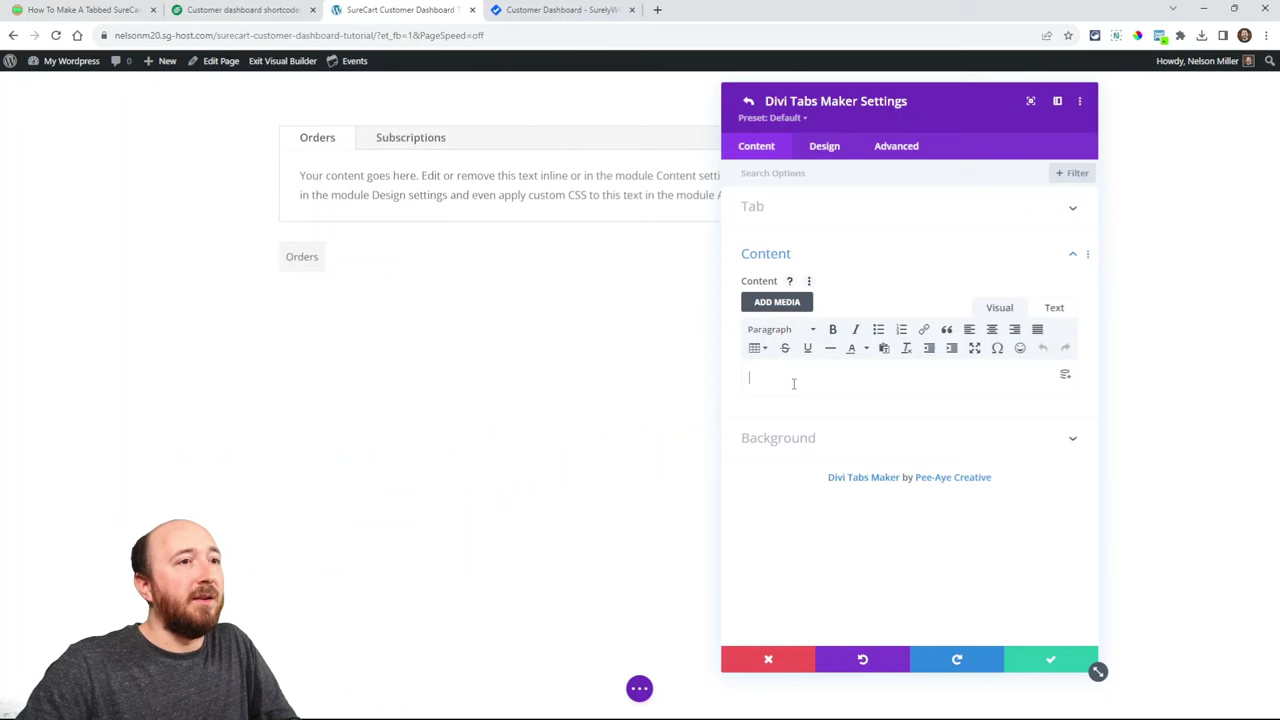 How To Make A Tabbed SureCar
Customer dashboard shortcode
SureCart Customer Dashboard T
Customer Dashboard - SurelyW
nelsonm20.sg-host.com/surecart-customer-dashboard-tutorial/?et_fb=1&PageSpeed=off
My Wordpress
0
New
Edit Page
Exit Visual Builder
Events
Howdy, Nelson Miller
Orders
Subscriptions
Your content goes here. Edit or remove this text inline or in the module Content setti
in the module Design settings and even apply custom CSS to this text in the module A
Orders
Divi Tabs Maker Settings
Preset: Default
Content
Design
Advanced
Search Options
+ Filter
Tab
Content
Content ?
ADD MEDIA
Visual
Text
Paragraph
Background
Divi Tabs Maker by Pee-Aye Creative